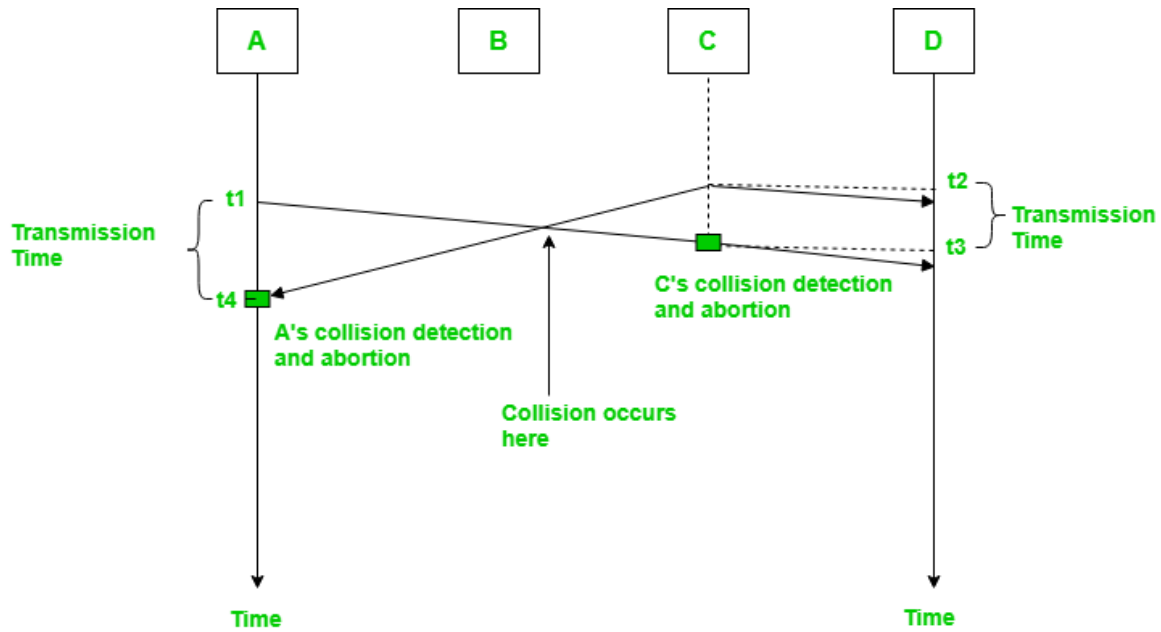 A
B
C
D
t1
t2
Transmission
Time
Transmission
Time
t3
t4
C's collision detection
and abortion
A's collision detection
and abortion
Collision occurs
here
Time
Time